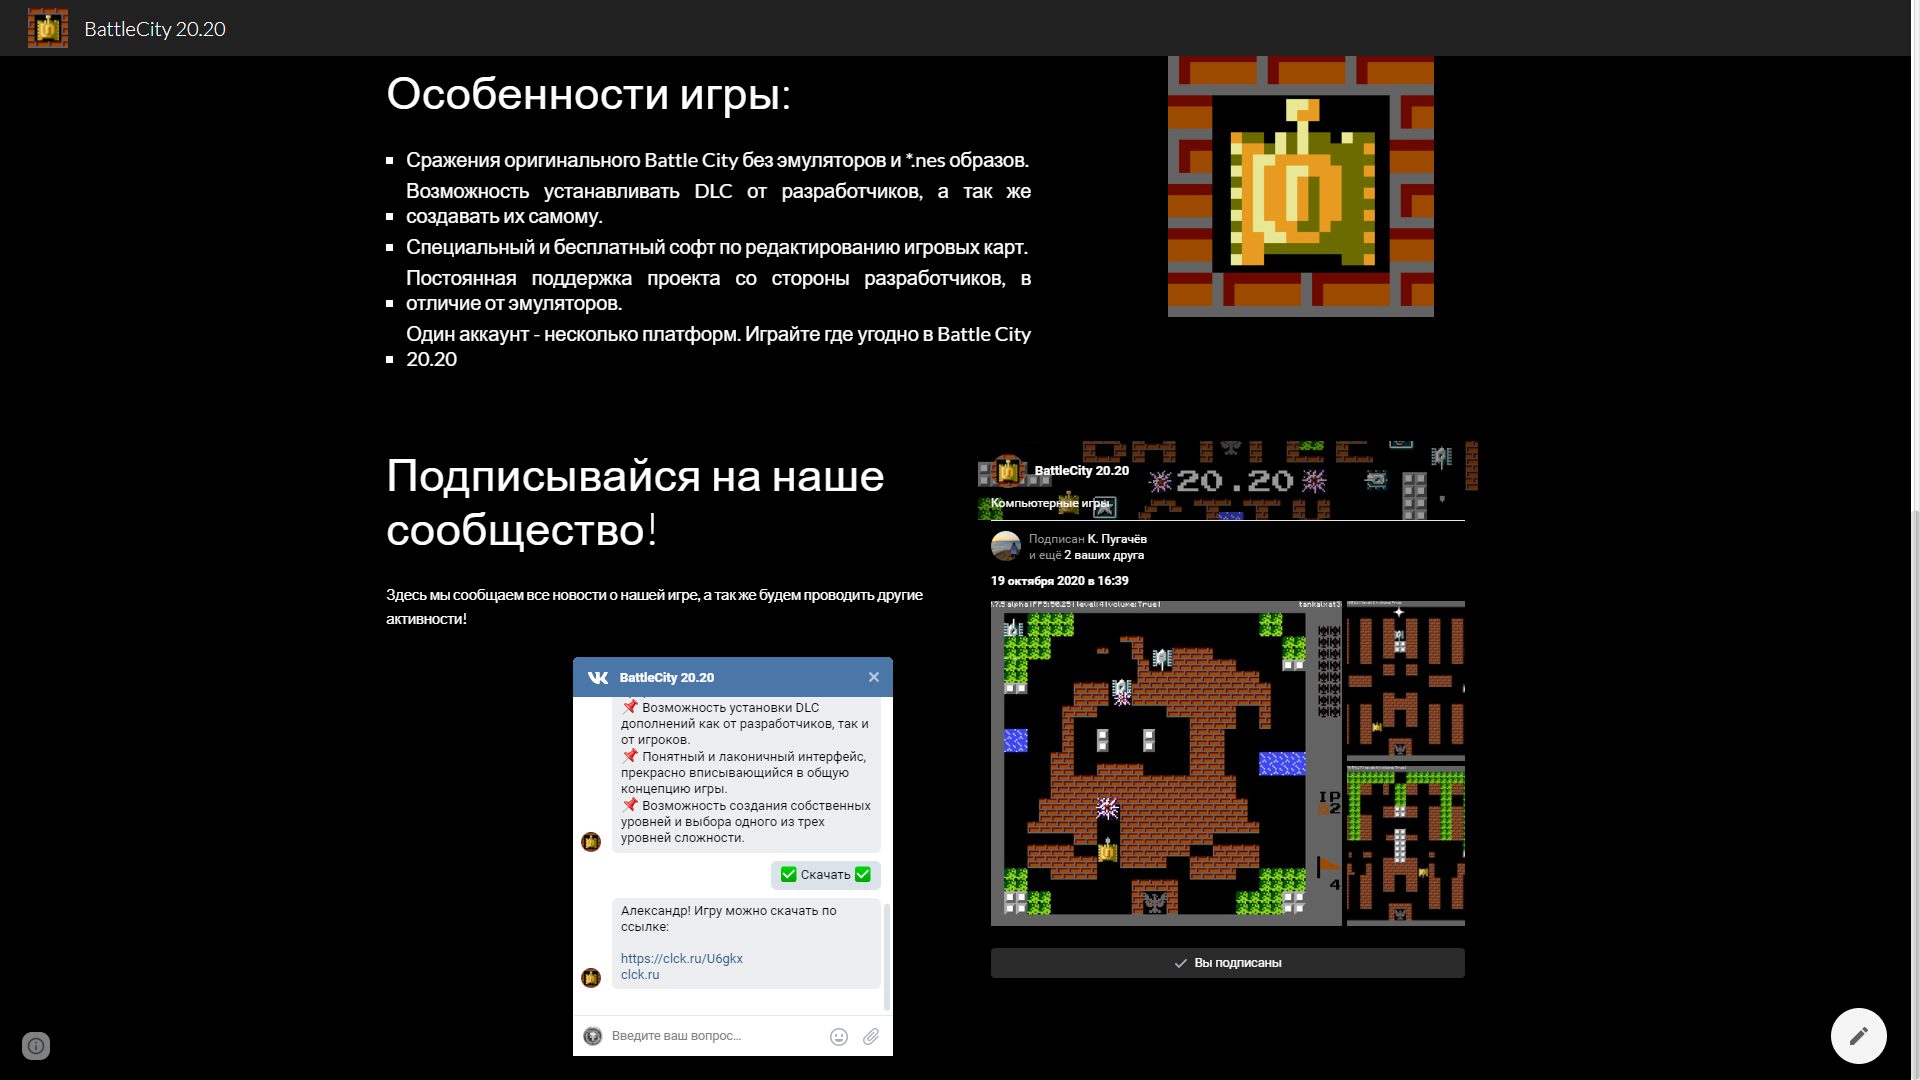 BattleCity 20.20
Особенности игры:
Сражения оригинального Battle City без эмуляторов и *.nes образов.
Возможность устанавливать DLC от разработчиков, а так же
создавать их самому.
Специальный и бесплатный софт по редактированию игровых карт.
Постоянная поддержка проекта со стороны разработчиков, в
отличие от эмуляторов.
Один аккаунт - несколько платформ. Играйте где угодно в Battle City
20.20
Подписывайся на наше
сообщество!
Здесь мы сообщаем все новости о нашей игре, а так же будем проводить другие
активности!
BattleCity 20.20
📌 Возможность установки DLC
дополнений как от разработчиков, так и
от игроков.
📌 Понятный и лаконичный интерфейс,
прекрасно вписывающийся в общую
концепцию игры.
📌 Возможность создания собственных
уровней и выбора одного из трех
уровней сложности.
✅ Скачать ✅
Александр! Игру можно скачать по
ссылке:
https://clck.ru/U6gkx
clck.ru
Введите ваш вопрос...
BattleCity 20.20
20.20
Компьютерные игры
Подписан К. Пугачёв
и ещё 2 ваших друга
19 октября 2020 в 16:39
IP
2
4
Вы подписаны